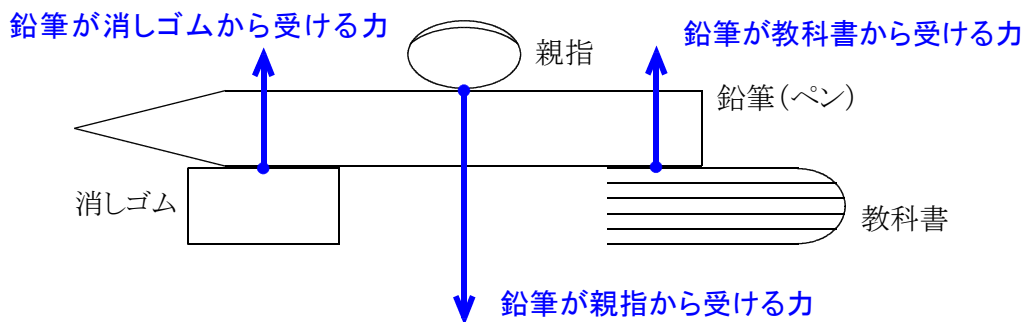 鉛筆が消しゴムから受ける力
鉛筆が教科書から受ける力
親指
鉛筆(ペン)
消しゴム
教科書
鉛筆が親指から受ける力